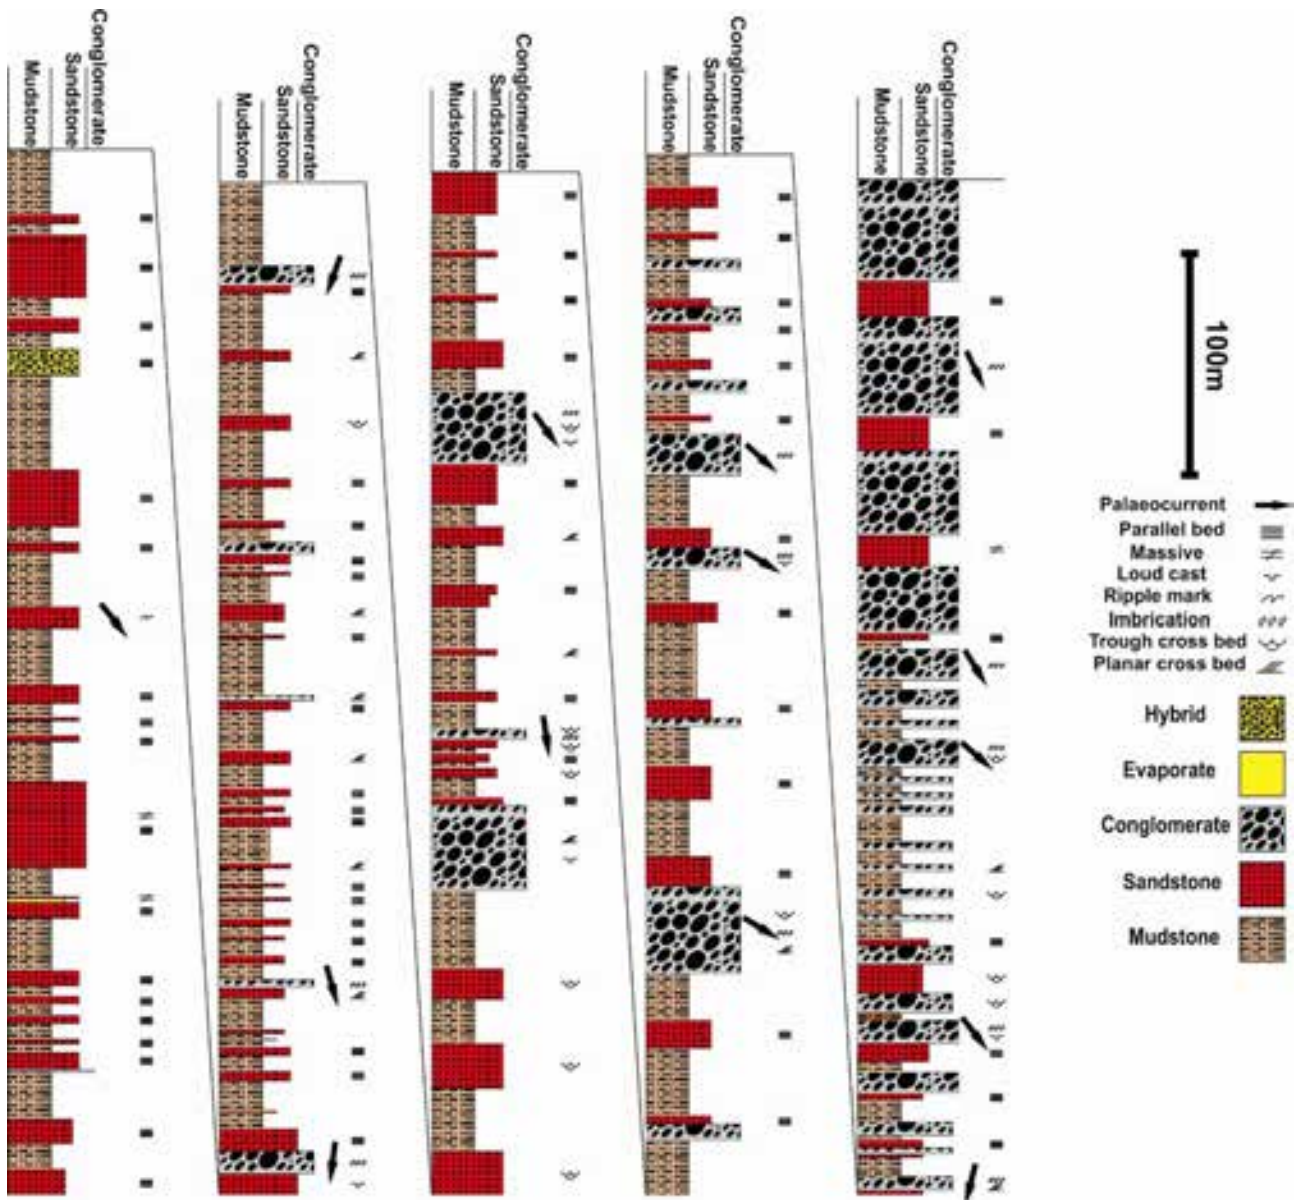 Mudstone
Sandstone
Conglomerate
Mudstone
Sandstone
Conglomerate
Mudstone
Sandstone
Conglomerate
Mudstone
Sandstone
Conglomerate
Mudstone
Sandstone
Conglomerate
100m
Palaeocurrent
Parallel bed
Massive
Loud cast
Ripple mark
Imbrication
Trough cross bed
Planar cross bed
Hybrid
Evaporate
Conglomerate
Sandstone
Mudstone